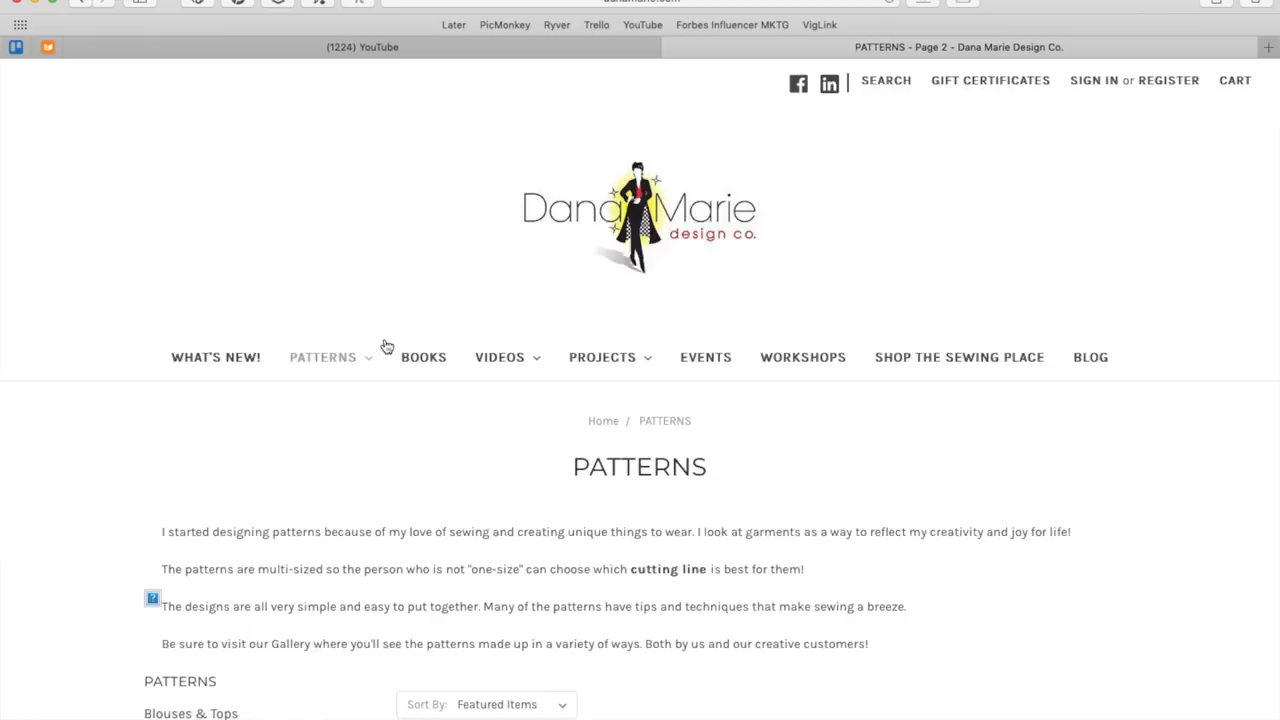 Later PicMonkey Ryver Trello YouTube Forbes Influencer MKTG VigLink
(1224) YouTube PATTERNS - Page 2 - Dana Marie Design Co.
SEARCH GIFT CERTIFICATES SIGN IN or REGISTER CART
Dana Marie
design co.
WHAT'S NEW! PATTERNS BOOKS VIDEOS PROJECTS EVENTS WORKSHOPS SHOP THE SEWING PLACE BLOG
Home / PATTERNS
PATTERNS
I started designing patterns because of my love of sewing and creating unique things to wear. I look at garments as a way to reflect my creativity and joy for life!
The patterns are multi-sized so the person who is not "one-size" can choose which cutting line is best for them!
The designs are all very simple and easy to put together. Many of the patterns have tips and techniques that make sewing a breeze.
Be sure to visit our Gallery where you'll see the patterns made up in a variety of ways. Both by us and our creative customers!
PATTERNS
Sort By: Featured Items
Blouses & Tops